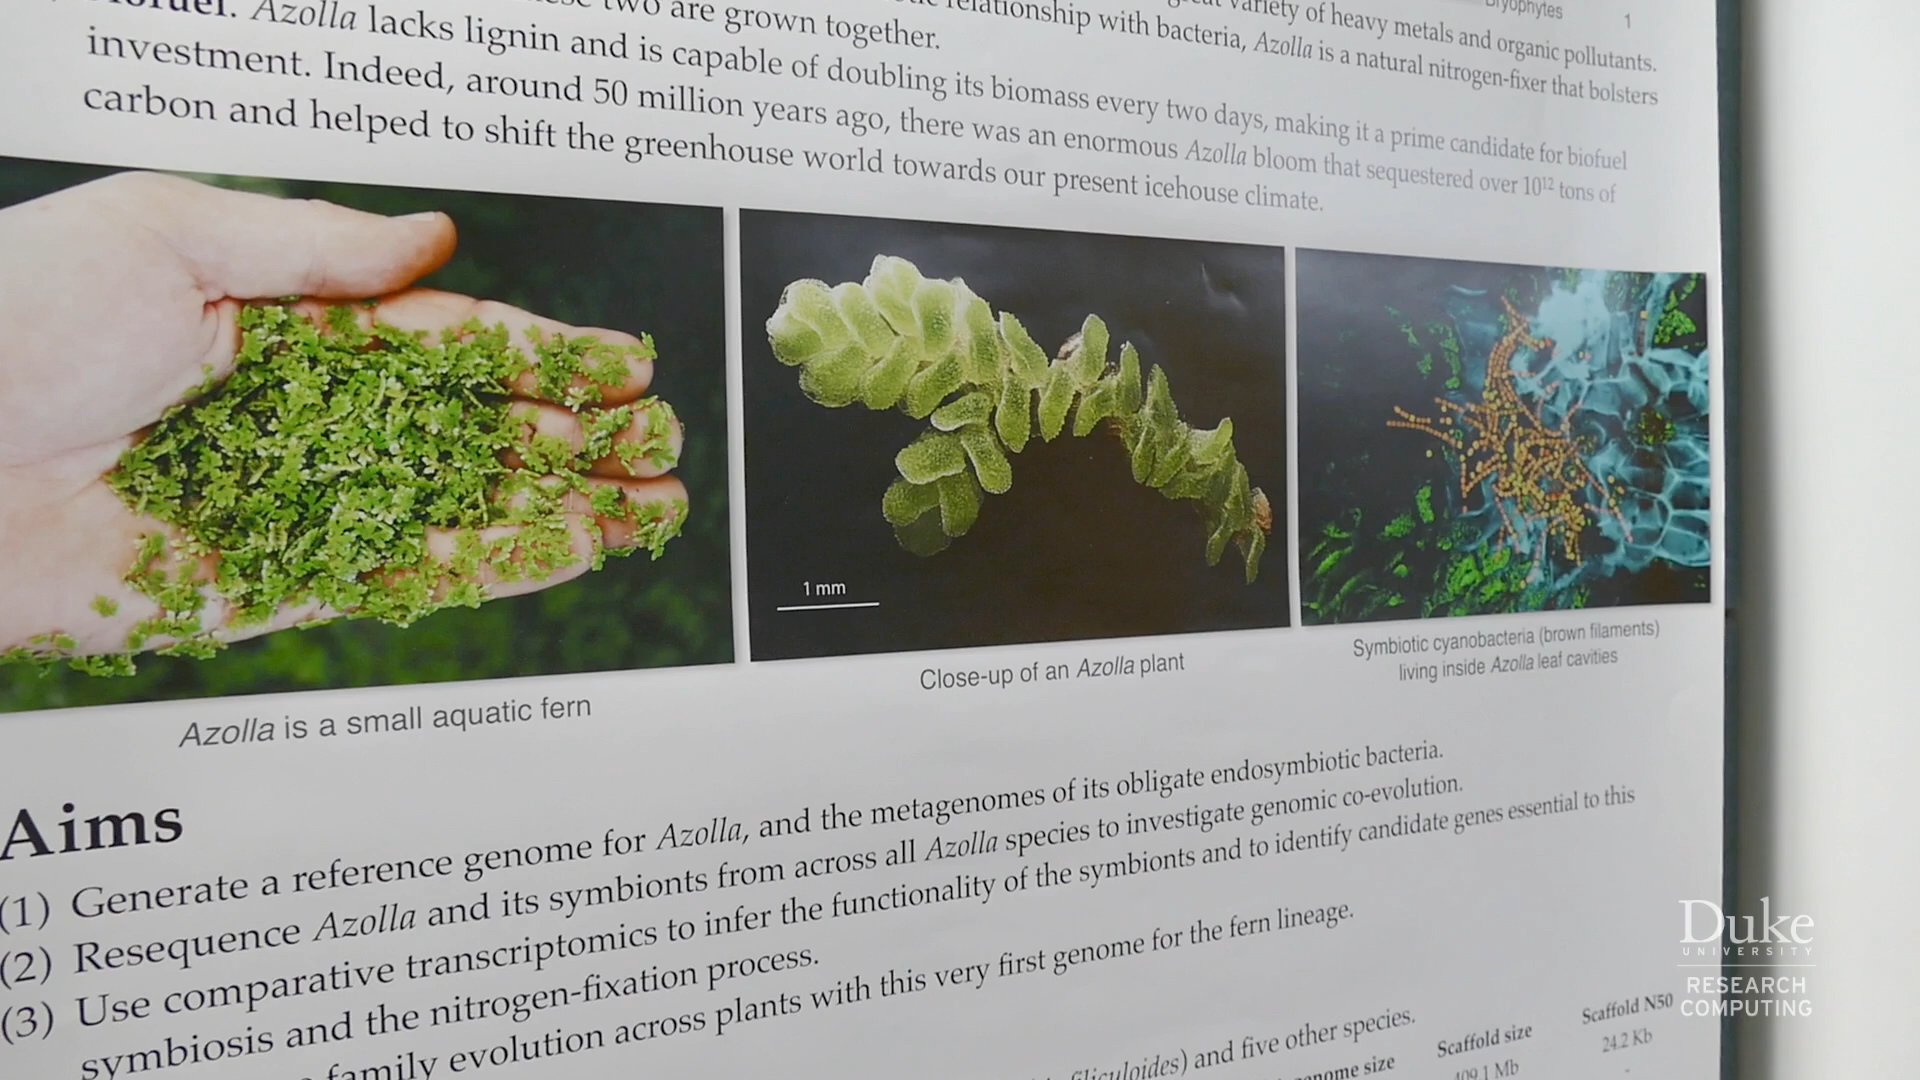 Bryophytes 1
variety of heavy metals and organic pollutants.
relationship with bacteria, Azolla is a natural nitrogen-fixer that bolsters
two are grown together.
Azolla lacks lignin and is capable of doubling its biomass every two days, making it a prime candidate for biofuel
investment. Indeed, around 50 million years ago, there was an enormous Azolla bloom that sequestered over 10¹² tons of
carbon and helped to shift the greenhouse world towards our present icehouse climate.
1 mm
Azolla is a small aquatic fern
Close-up of an Azolla plant
Symbiotic cyanobacteria (brown filaments)
living inside Azolla leaf cavities
Aims
(1) Generate a reference genome for Azolla, and the metagenomes of its obligate endosymbiotic bacteria.
(2) Resequence Azolla and its symbionts from across all Azolla species to investigate genomic co-evolution.
(3) Use comparative transcriptomics to infer the functionality of the symbionts and to identify candidate genes essential to this
symbiosis and the nitrogen-fixation process.
family evolution across plants with this very first genome for the fern lineage.
and five other species.
size Scaffold size Scaffold N50
409.1 Mb 24.2 Kb
Duke
UNIVERSITY
RESEARCH
COMPUTING